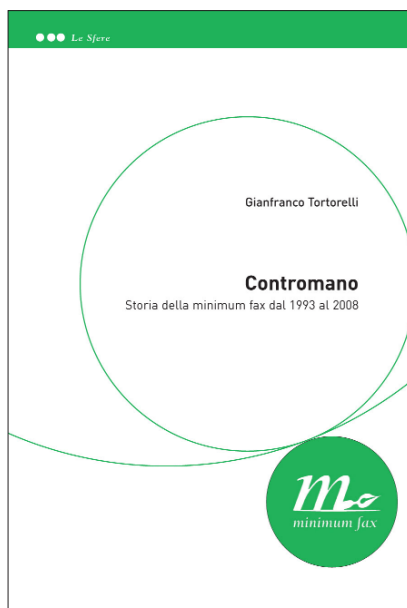 Le Sfere
Gianfranco Tortorelli
Contromano
Storia della minimum fax dal 1993 al 2008
m
minimum fax